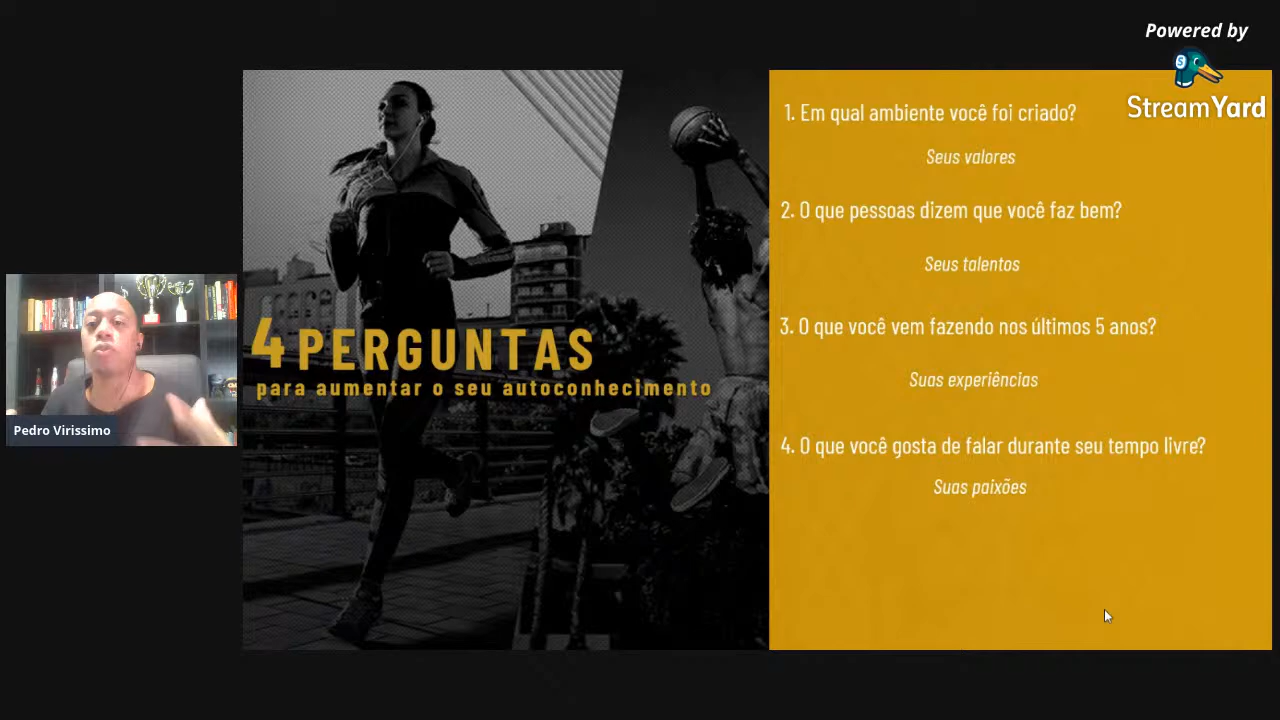 Powered by
StreamYard
4 PERGUNTAS
para aumentar o seu autoconhecimento
1. Em qual ambiente você foi criado?
Seus valores
2. O que pessoas dizem que você faz bem?
Seus talentos
3. O que você vem fazendo nos últimos 5 anos?
Suas experiências
4. O que você gosta de falar durante seu tempo livre?
Suas paixões
Pedro Virissimo